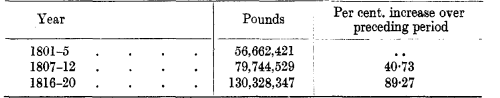 Year Pounds Per cent. increase over preceding period
1801–5 . . . . 56,662,421 ..
1807–12 . . . . 79,744,529 40·73
1816–20 . . . . 130,328,347 89·27